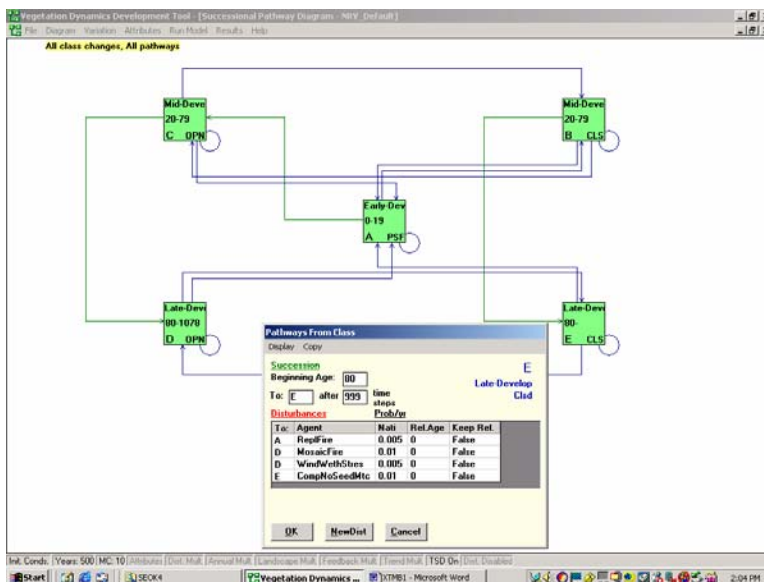 Vegetation Dynamics Development Tool - [Successional Pathway Diagram - NRV_Default]
File Diagram Variation Attributes Run Model Results Help
All class changes, All pathways
Mid-Deve
20-79
C OPN
Mid-Deve
20-79
B CLS
Early-Dev
0-19
A PSF
Late-Deve
80-1078
D OPN
Late-Deve
80-
E CLS
Pathways From Class
Display Copy
Succession
Beginning Age: 80
E
Late-Develop
Clsd
To: E after 999 time steps
Disturbances Prob/yr
To: Agent Nati Rel.Age Keep Rel.
A ReplFire 0.005 0 False
D MosaicFire 0.01 0 False
D WindWethStres 0.005 0 False
E CompNoSeedMtc 0.01 0 False
OK NewDist Cancel
Init. Conds. Years: 500 MC: 10 Attributes Dist. Mult. Annual Mult. Landscape Mult. Feedback Mult. Trend Mult. TSD On Dist. Disabled
Start SEOK4 Vegetation Dynamics ... XTMB1 - Microsoft Word 2:04 PM